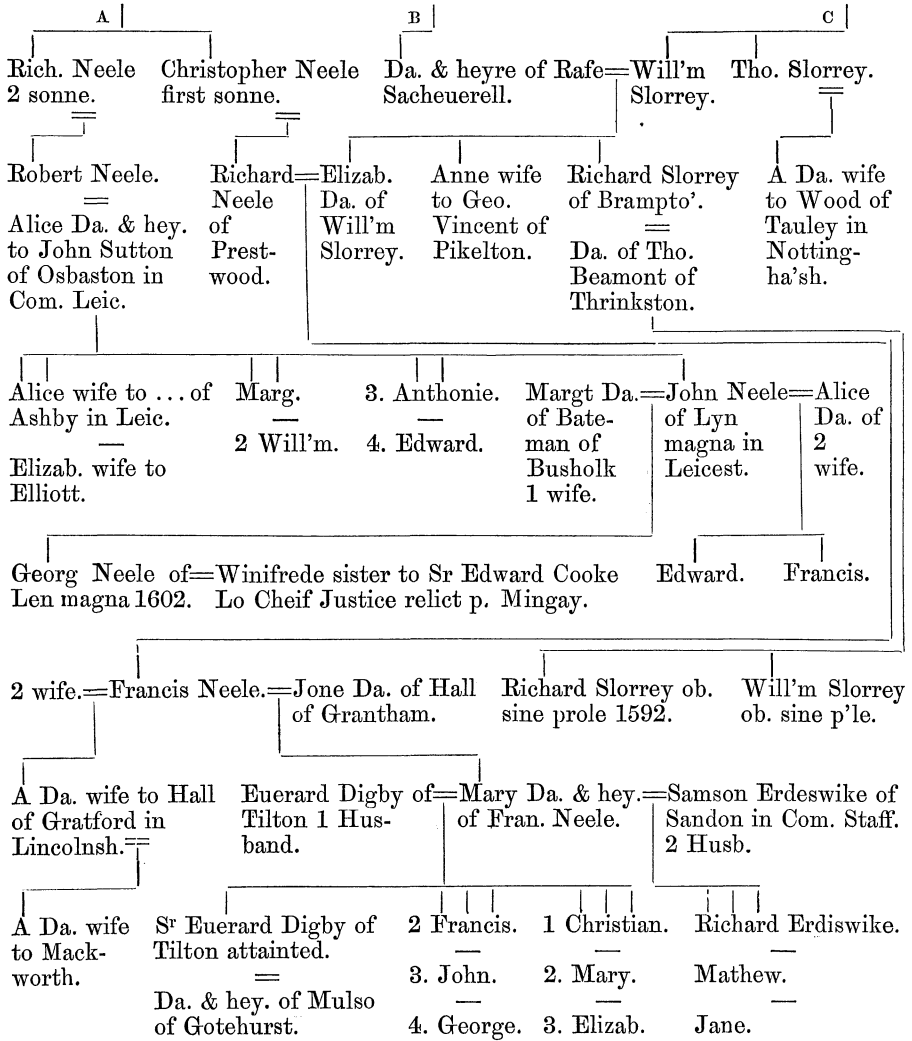 A B C
Rich. Neele
2 sonne.
Christopher Neele
first sonne.
Da. & heyre of Rafe=Will'm
Sacheuerell. Slorrey.
Tho. Slorrey.
Robert Neele.
=
Alice Da. & hey.
to John Sutton
of Osbaston in
Com. Leic.
Richard=Elizab.
Neele Da. of
of Will'm
Prest- Slorrey.
wood.
Anne wife
to Geo.
Vincent of
Pikelton.
Richard Slorrey
of Brampto'.
=
Da. of Tho.
Beamont of
Thrinkston.
A Da. wife
to Wood of
Tauley in
Notting-
ha'sh.
Alice wife to ... of
Ashby in Leic.
—
Elizab. wife to
Elliott.
Marg.
—
2 Will'm.
3. Anthonie.
—
4. Edward.
Margt Da.=John Neele=Alice
of Bate- of Lyn Da. of
man of magna in 2
Busholk Leicest. wife.
1 wife.
Georg Neele of=Winifrede sister to Sr Edward Cooke
Len magna 1602. Lo Cheif Justice relict p. Mingay.
Edward. Francis.
2 wife.=Francis Neele.=Jone Da. of Hall
of Grantham.
Richard Slorrey ob.
sine prole 1592.
Will'm Slorrey
ob. sine p'le.
A Da. wife to Hall
of Gratford in
Lincolnsh.==
Euerard Digby of=Mary Da. & hey.=Samson Erdeswike of
Tilton 1 Hus- of Fran. Neele. Sandon in Com. Staff.
band. 2 Husb.
A Da. wife
to Mack-
worth.
Sr Euerard Digby of
Tilton attainted.
=
Da. & hey. of Mulso
of Gotehurst.
2 Francis.
—
3. John.
—
4. George.
1 Christian.
—
2. Mary.
—
3. Elizab.
Richard Erdiswike.
—
Mathew.
—
Jane.